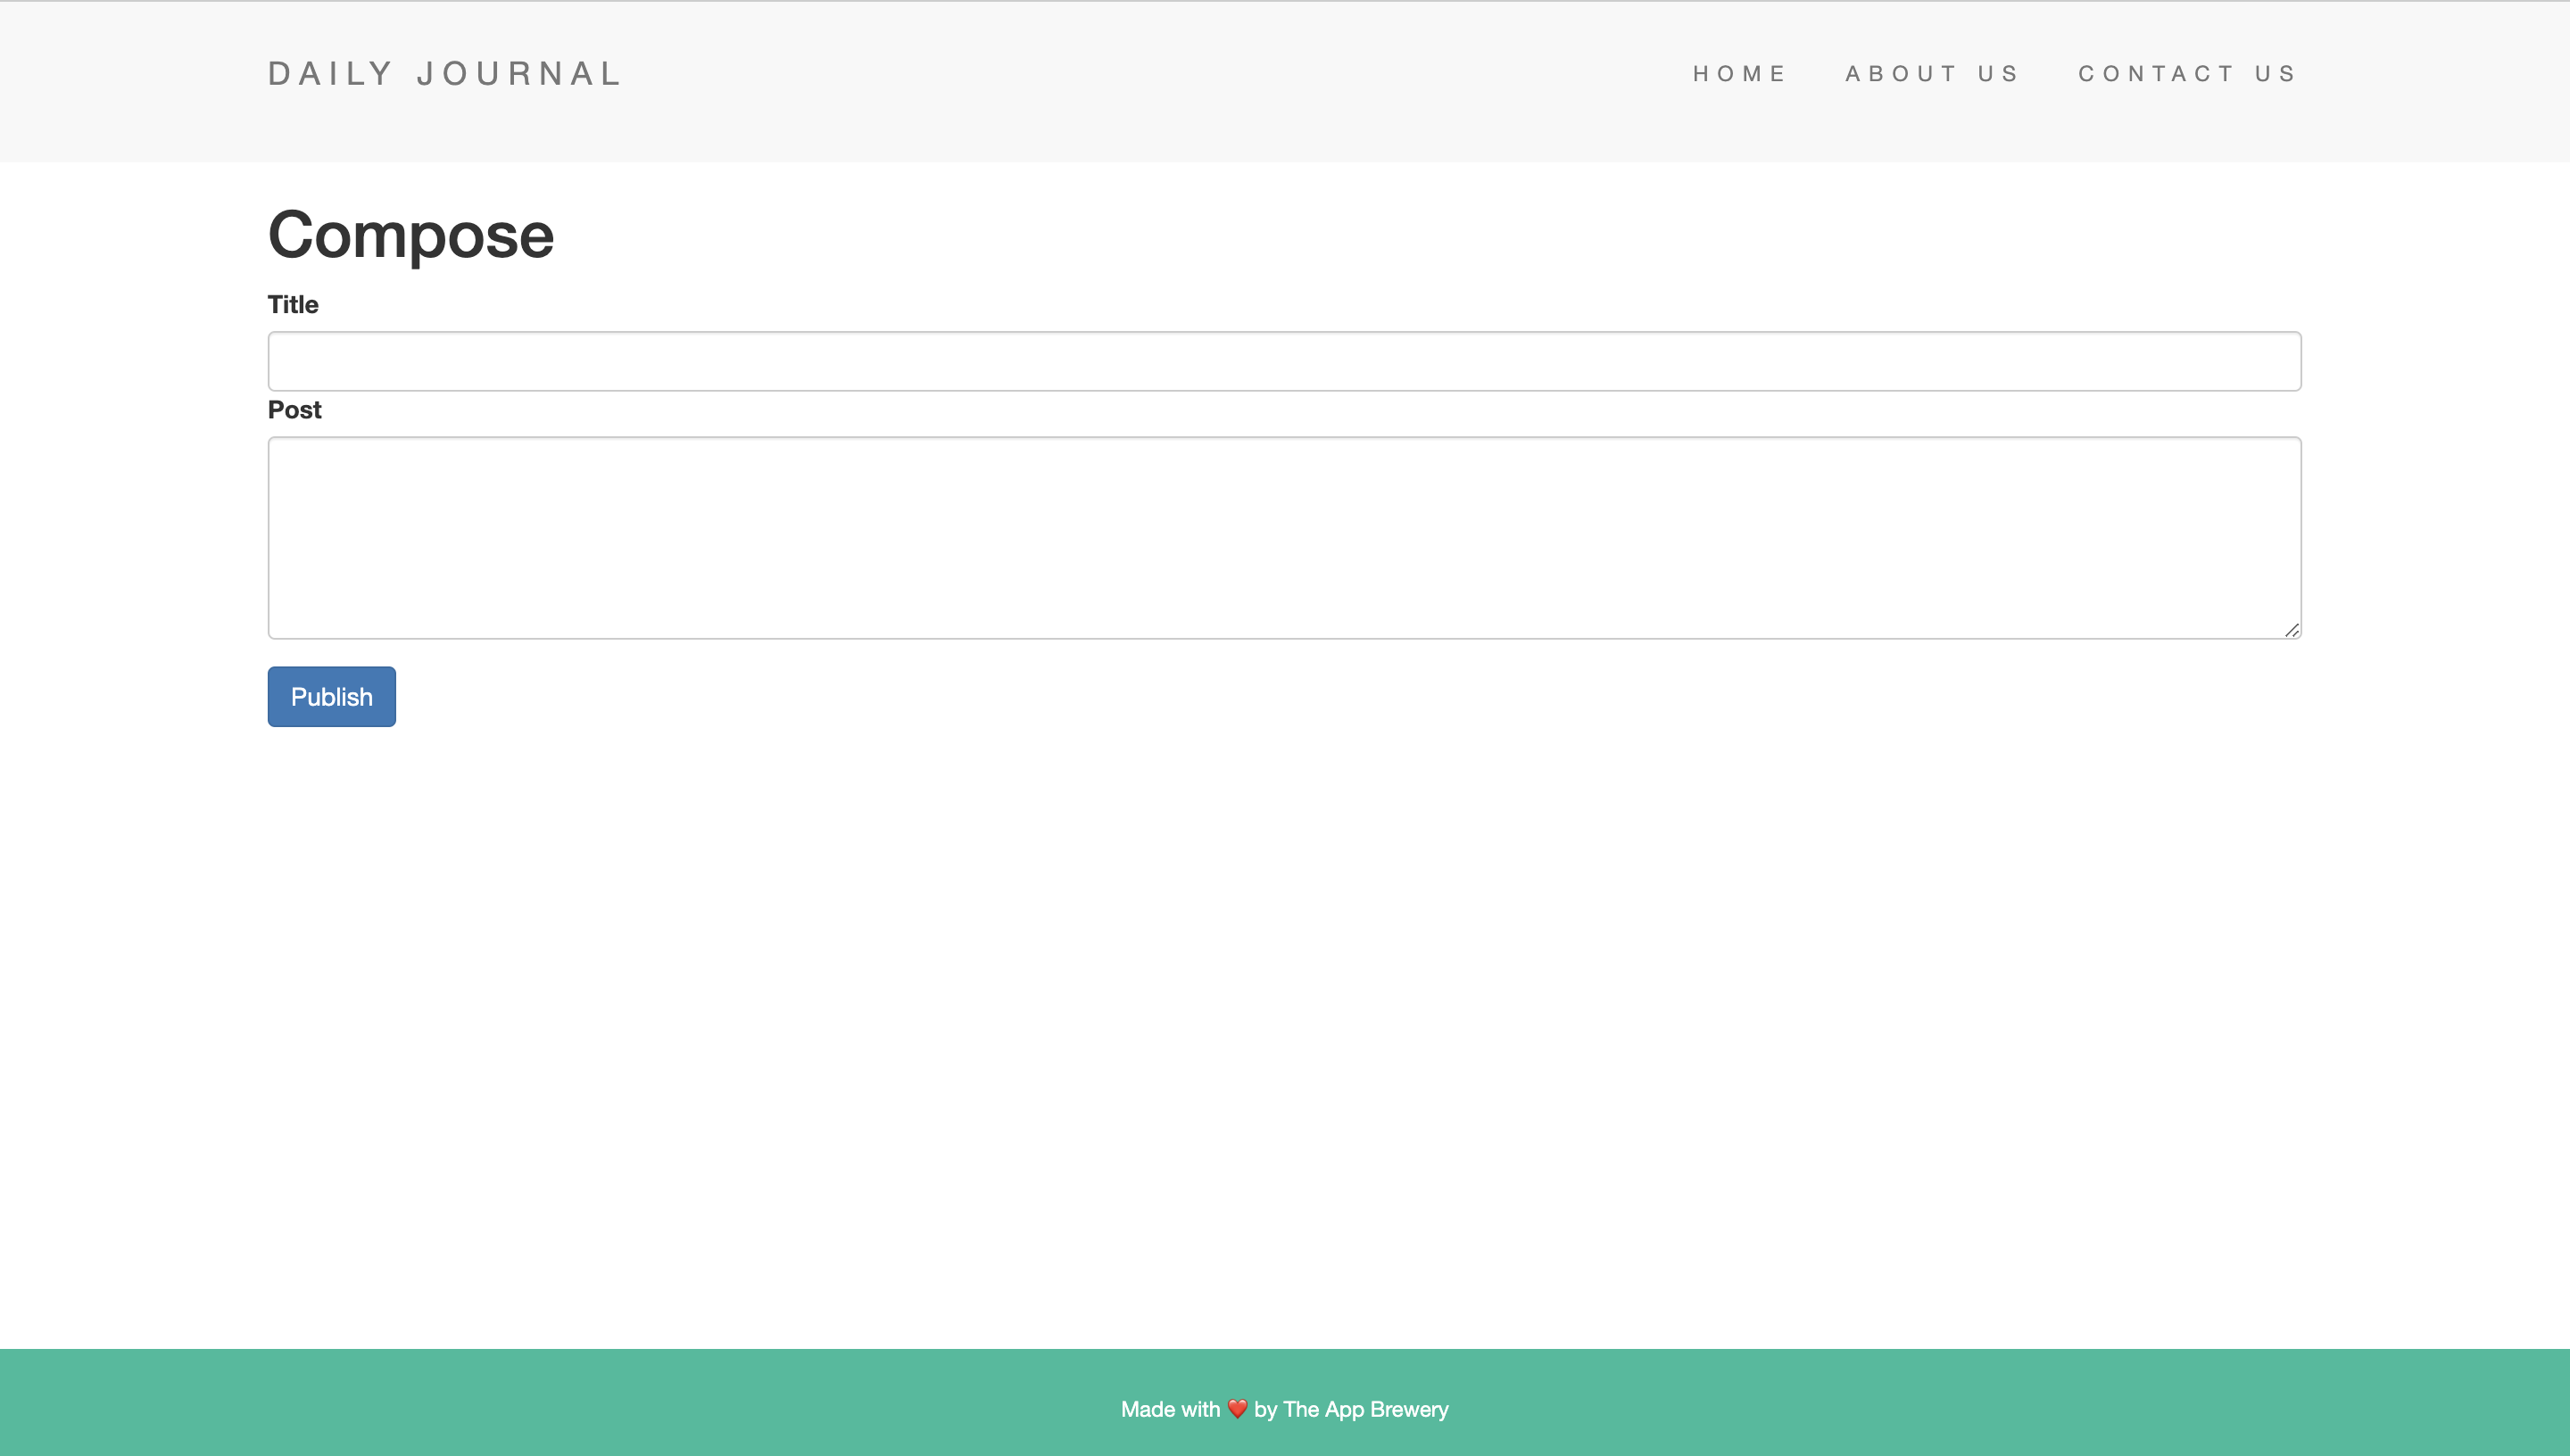 DAILY JOURNAL
HOME ABOUT US CONTACT US
Compose
Title
Post
Publish
Made with ❤️ by The App Brewery